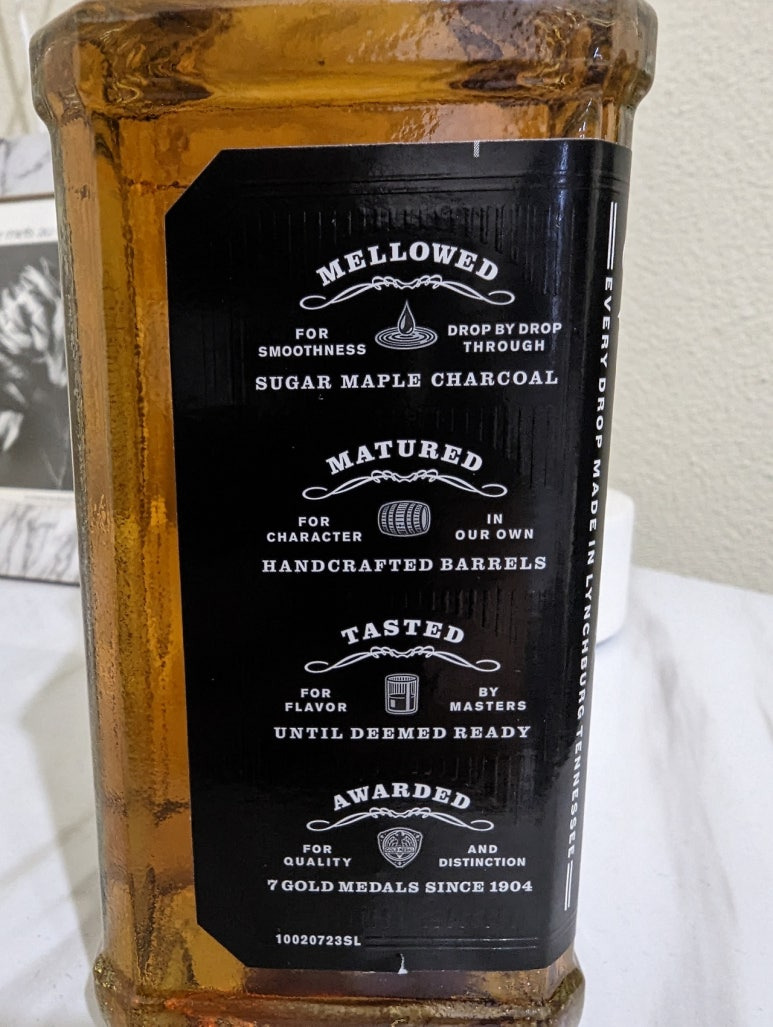 MELLOWED
FOR
SMOOTHNESS
DROP BY DROP
THROUGH
SUGAR MAPLE CHARCOAL
MATURED
FOR
CHARACTER
IN
OUR OWN
HANDCRAFTED BARRELS
TASTED
FOR
FLAVOR
BY
MASTERS
UNTIL DEEMED READY
AWARDED
FOR
QUALITY
AND
DISTINCTION
7 GOLD MEDALS SINCE 1904
10020723SL
EVERY DROP MADE IN LYNCHBURG TENNESSEE